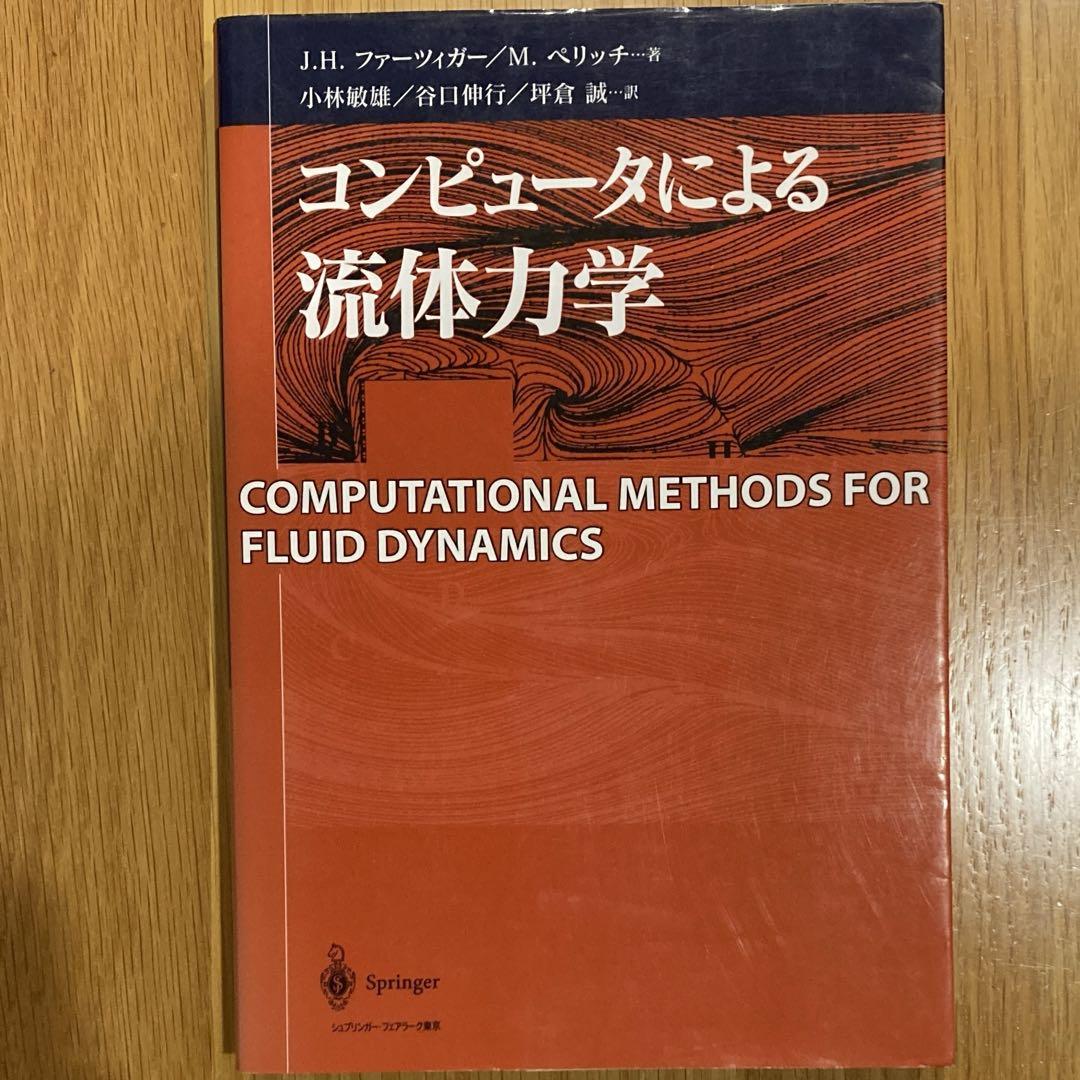 J.H. ファーツィガー／M. ペリッチ…著
小林敏雄／谷口伸行／坪倉 誠…訳
コンピュータによる
流体力学
COMPUTATIONAL METHODS FOR
FLUID DYNAMICS
D
C
Springer
シュプリンガー・フェアラーク東京